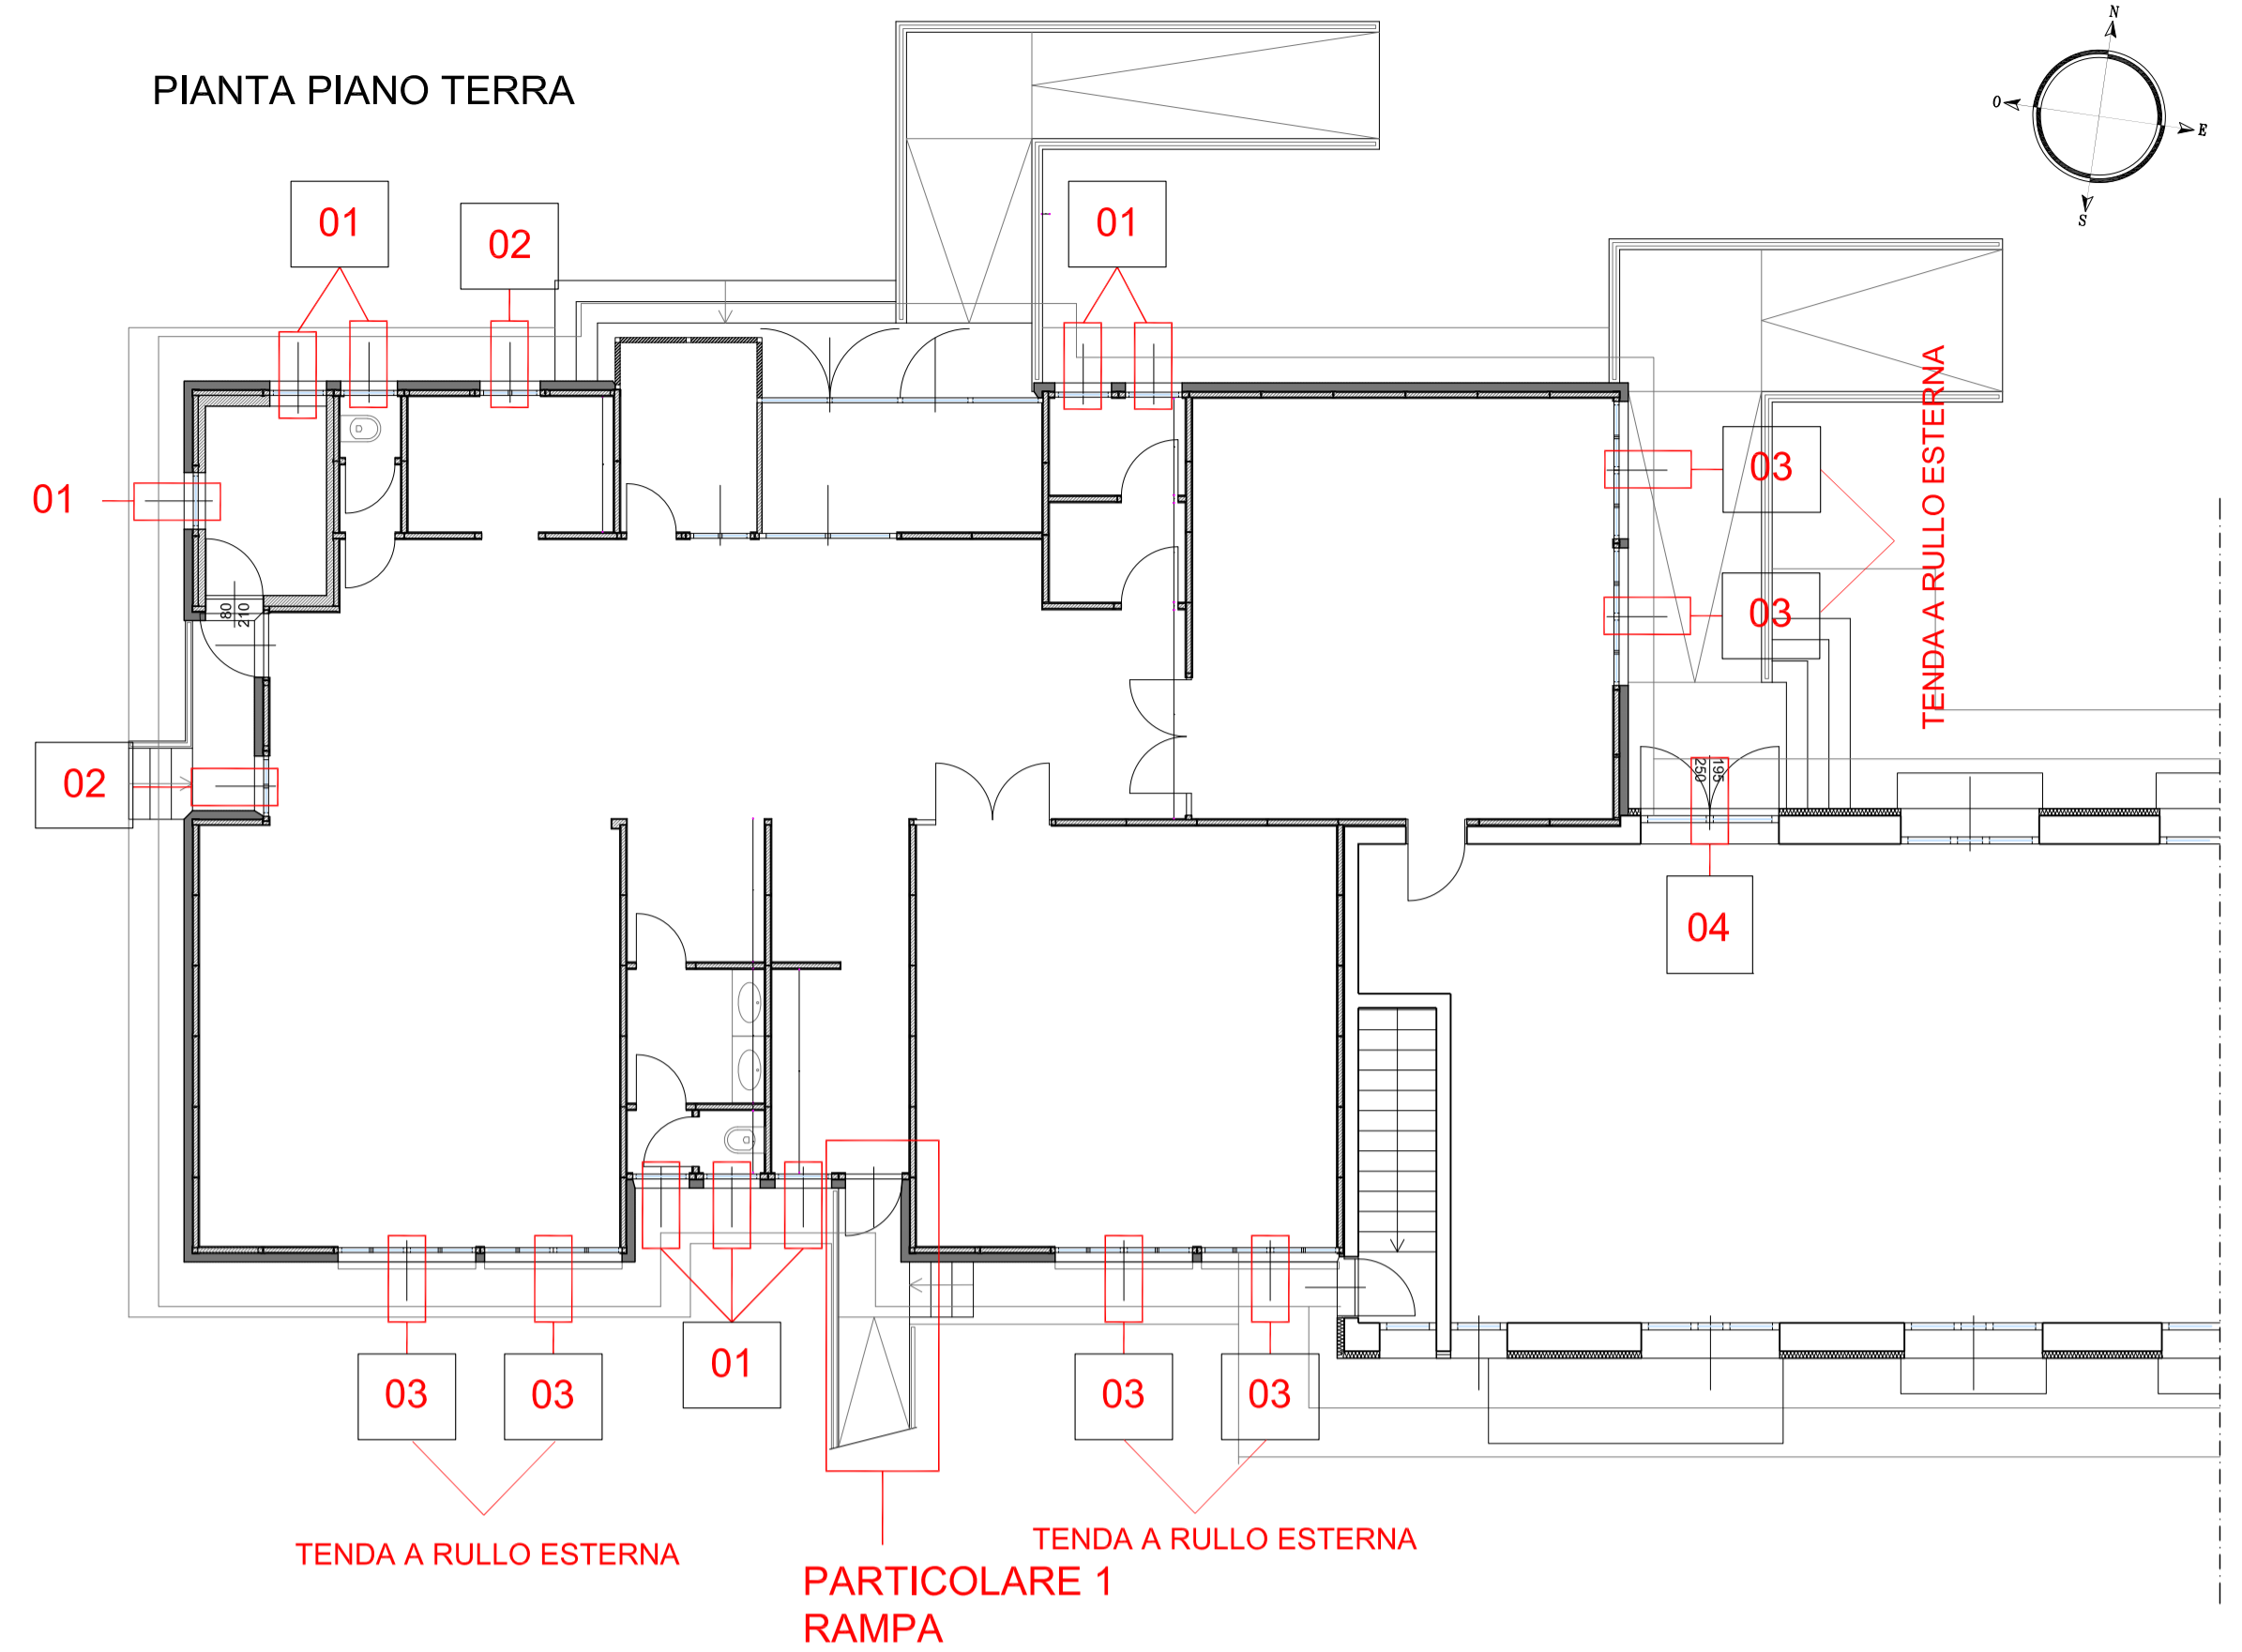 N
PIANTA PIANO TERRA
O
E
S
01
02
01
TENDA A RULLO ESTERNA
03
01
80
210
03
02
195
250
04
01
03
03
03
03
TENDA A RULLO ESTERNA
TENDA A RULLO ESTERNA
PARTICOLARE 1
RAMPA